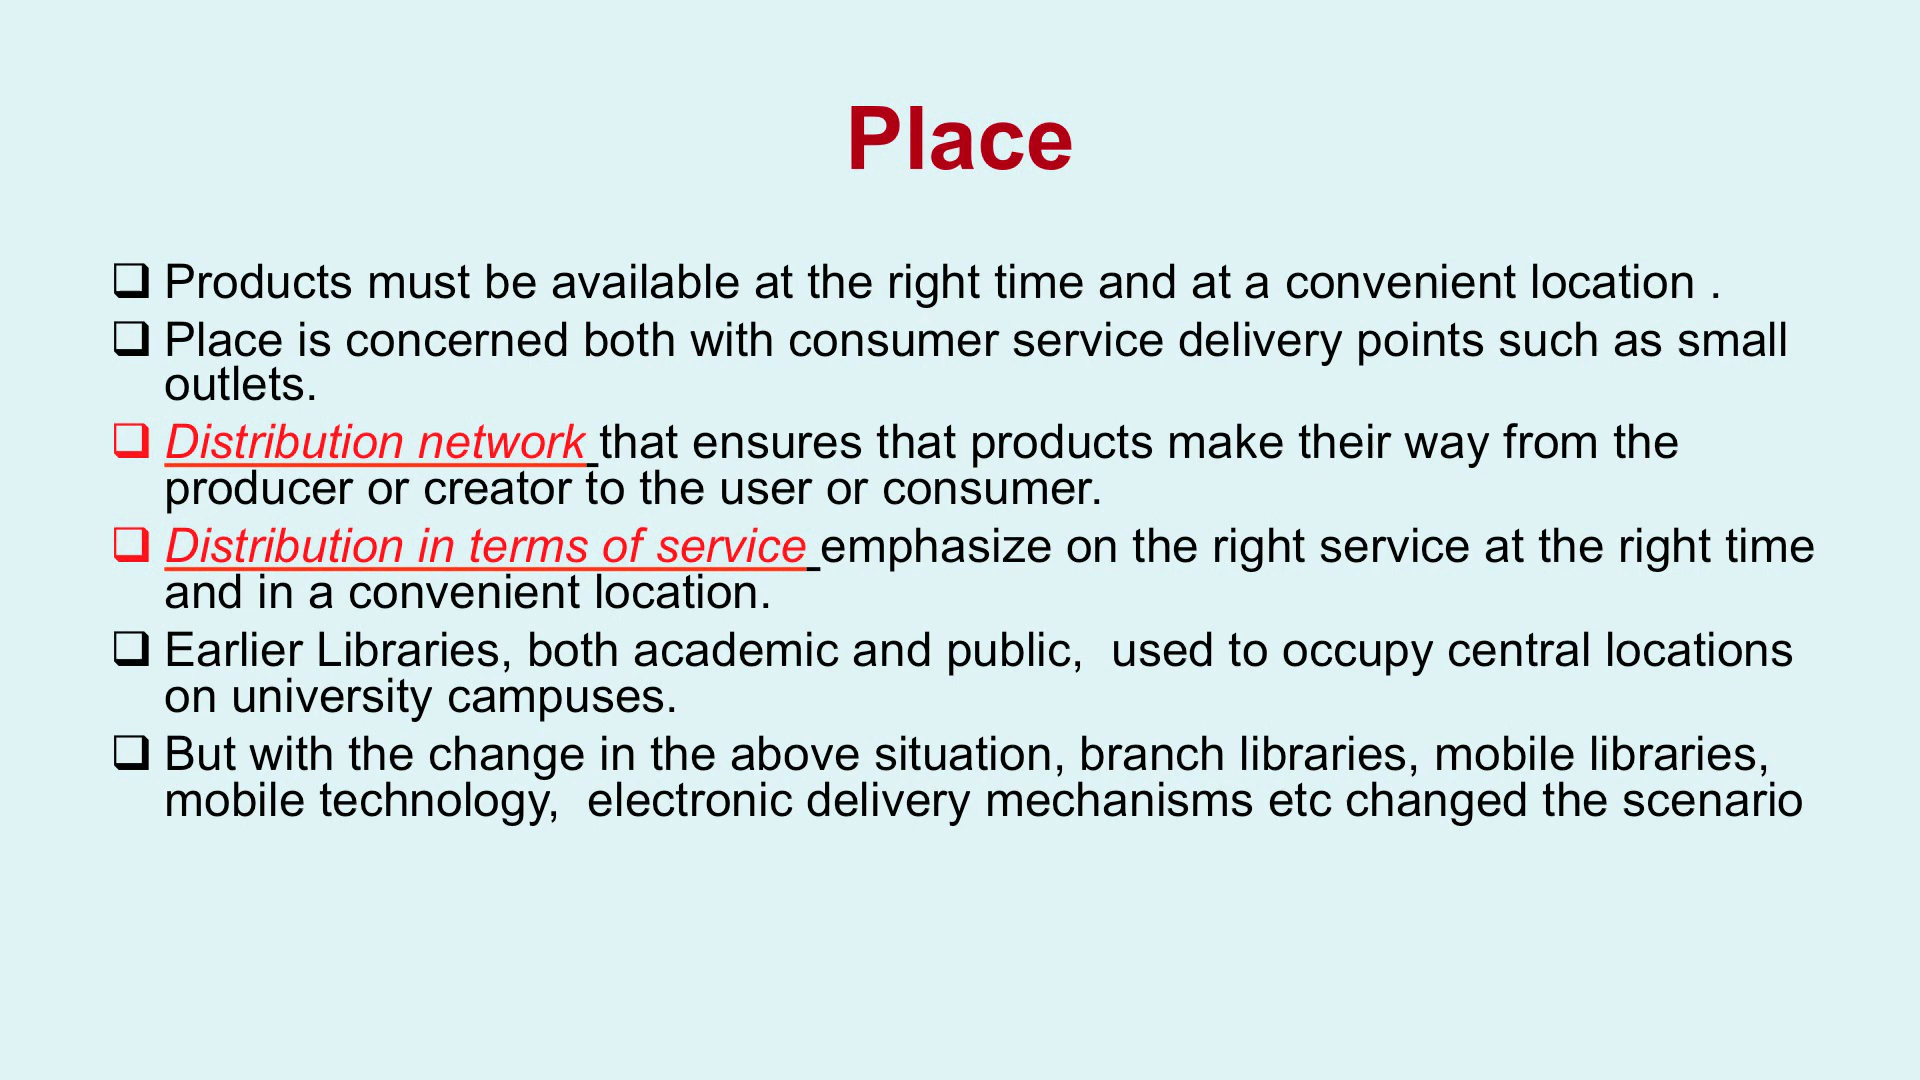 Place
❑ Products must be available at the right time and at a convenient location .
❑ Place is concerned both with consumer service delivery points such as small
outlets.
❑ Distribution network that ensures that products make their way from the
producer or creator to the user or consumer.
❑ Distribution in terms of service emphasize on the right service at the right time
and in a convenient location.
❑ Earlier Libraries, both academic and public,  used to occupy central locations
on university campuses.
❑ But with the change in the above situation, branch libraries, mobile libraries,
mobile technology,  electronic delivery mechanisms etc changed the scenario